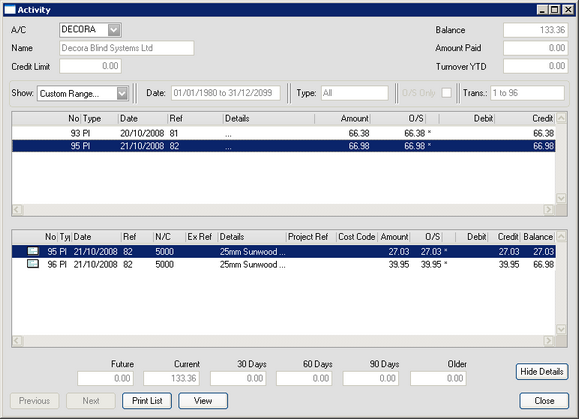 Activity
A/C DECORA Balance 133.36
Name Decora Blind Systems Ltd Amount Paid 0.00
Credit Limit 0.00 Turnover YTD 0.00
Show: Custom Range... Date: 01/01/1980 to 31/12/2099 Type: All O/S Only Trans.: 1 to 96
No Type Date Ref Details Amount O/S Debit Credit
93 PI 20/10/2008 81 ... 66.38 66.38 * 66.38
95 PI 21/10/2008 82 ... 66.98 66.98 * 66.98
No Ty Date Ref N/C Ex Ref Details Project Ref Cost Code Amount O/S Debit Credit Balance
95 PI 21/10/2008 82 5000 25mm Sunwood ... 27.03 27.03 * 27.03 27.03
96 PI 21/10/2008 82 5000 25mm Sunwood ... 39.95 39.95 * 39.95 66.98
Future Current 30 Days 60 Days 90 Days Older
0.00 133.36 0.00 0.00 0.00 0.00
Hide Details
Previous Next Print List View Close